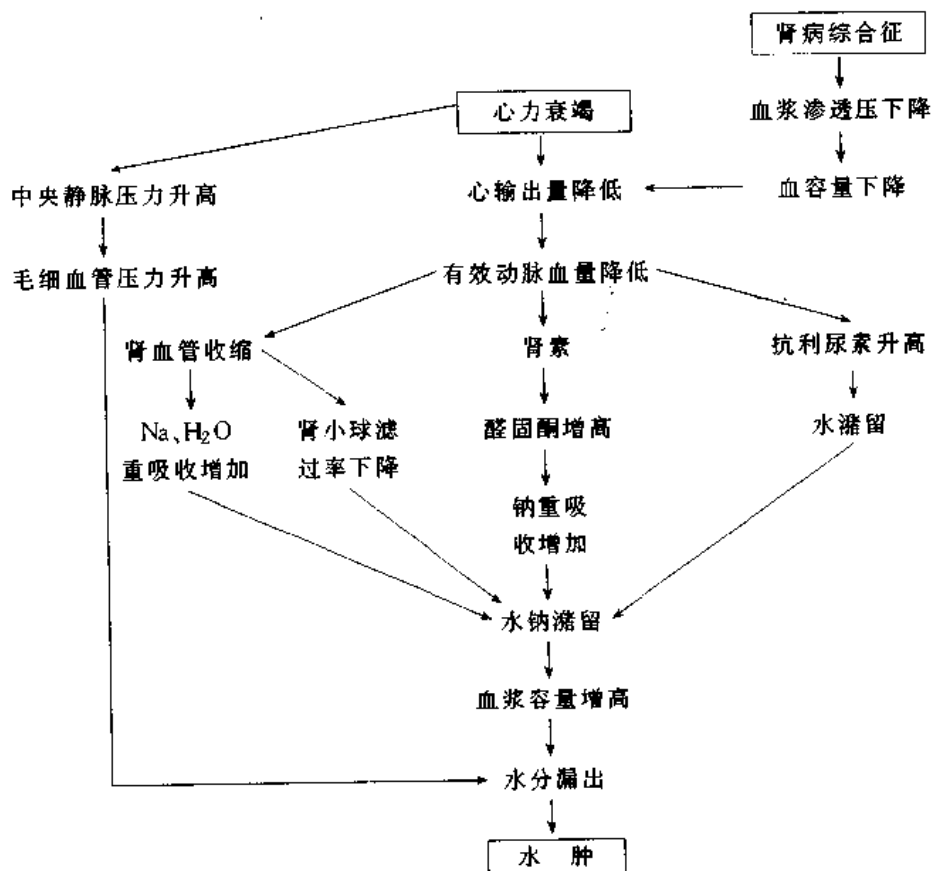 肾病综合征
心力衰竭
血浆渗透压下降
中央静脉压力升高
心输出量降低
血容量下降
毛细血管压力升高
有效动脉血量降低
肾血管收缩
肾素
抗利尿素升高
Na、H₂O
重吸收增加
肾小球滤
过率下降
醛固酮增高
水潴留
钠重吸
收增加
水钠潴留
血浆容量增高
水分漏出
水 肿